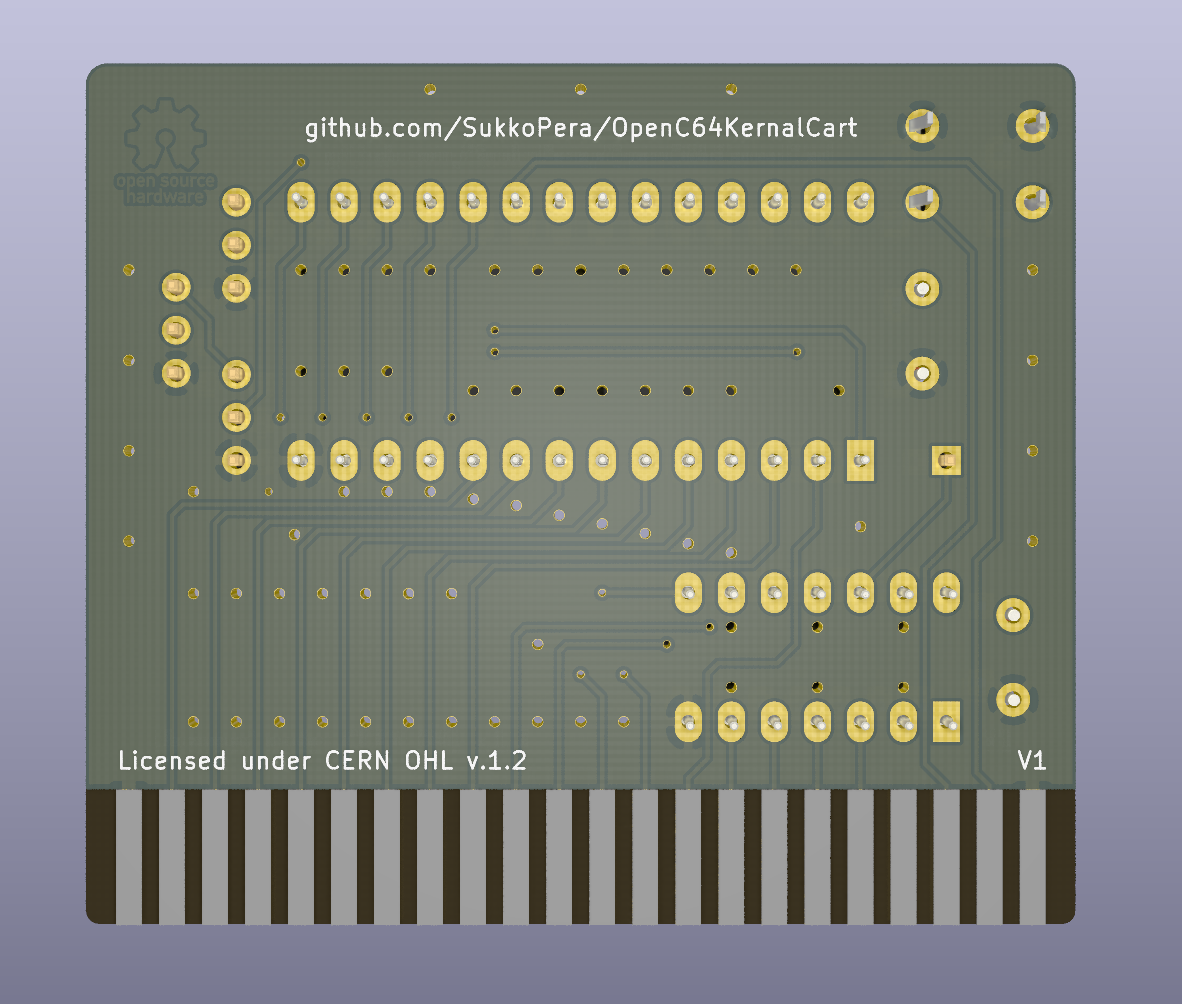 github.com/SukkoPera/OpenC64KernalCart
open source
hardware
Licensed under CERN OHL v.1.2
V1